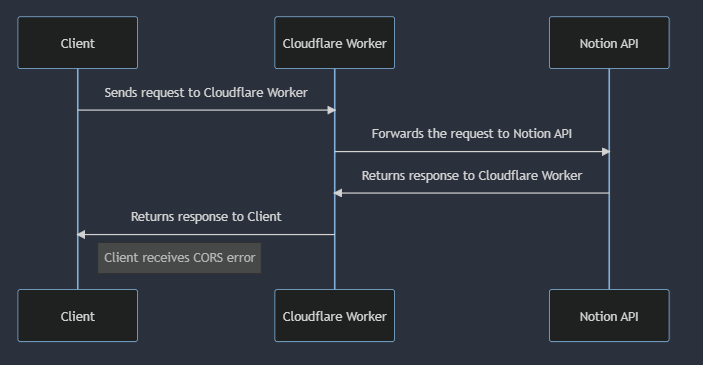 Client
Cloudflare Worker
Notion API
Sends request to Cloudflare Worker
Forwards the request to Notion API
Returns response to Cloudflare Worker
Returns response to Client
Client receives CORS error
Client
Cloudflare Worker
Notion API